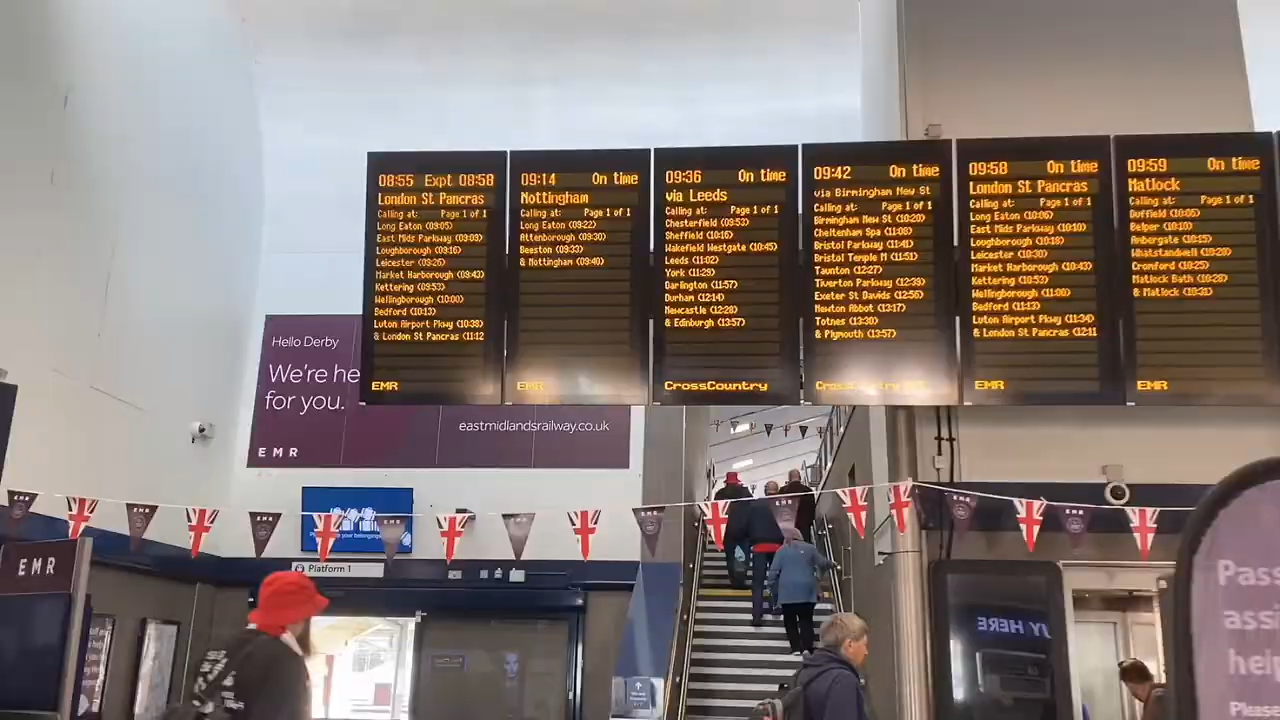 08:55 Expt 08:58
London St Pancras
Calling at: Page 1 of 1
Long Eaton (09:05)
East Mids Parkway (09:09)
Loughborough (09:16)
Leicester (09:26)
Market Harborough (09:43)
Kettering (09:53)
Wellingborough (10:00)
Bedford (10:13)
Luton Airport Pkwy (10:38)
& London St Pancras (11:12
EMR
09:14 On time
Nottingham
Calling at: Page 1 of 1
Long Eaton (09:22)
Attenborough (09:30)
Beeston (09:33)
& Nottingham (09:40)
EMR
09:36 On time
via Leeds
Calling at: Page 1 of 1
Chesterfield (09:53)
Sheffield (10:16)
Wakefield Westgate (10:45)
Leeds (11:02)
York (11:29)
Darlington (11:57)
Durham (12:14)
Newcastle (12:28)
& Edinburgh (13:57)
CrossCountry
09:42 On time
via Birmingham New St
Calling at: Page 1 of 1
Birmingham New St (10:20)
Cheltenham Spa (11:08)
Bristol Parkway (11:41)
Bristol Temple M (11:51)
Taunton (12:27)
Tiverton Parkway (12:39)
Exeter St Davids (12:56)
Newton Abbot (13:17)
Totnes (13:30)
& Plymouth (13:57)
09:58 On time
London St Pancras
Calling at: Page 1 of 1
Long Eaton (10:06)
East Mids Parkway (10:10)
Loughborough (10:18)
Leicester (10:30)
Market Harborough (10:43)
Kettering (10:53)
Wellingborough (11:00)
Bedford (11:13)
Luton Airport Pkwy (11:34)
& London St Pancras (12:11
EMR
09:59 On time
Matlock
Calling at: Page 1 of 1
Duffield (10:06)
Belper (10:10)
Ambergate (10:15)
Whatstandwell (10:20)
Cromford (10:25)
Matlock Bath (10:28)
& Matlock (10:31)
EMR
Hello Derby
We're he
for you.
eastmidlandsrailway.co.uk
EMR
Platform 1
EMR
Pass
assi
hel
Please